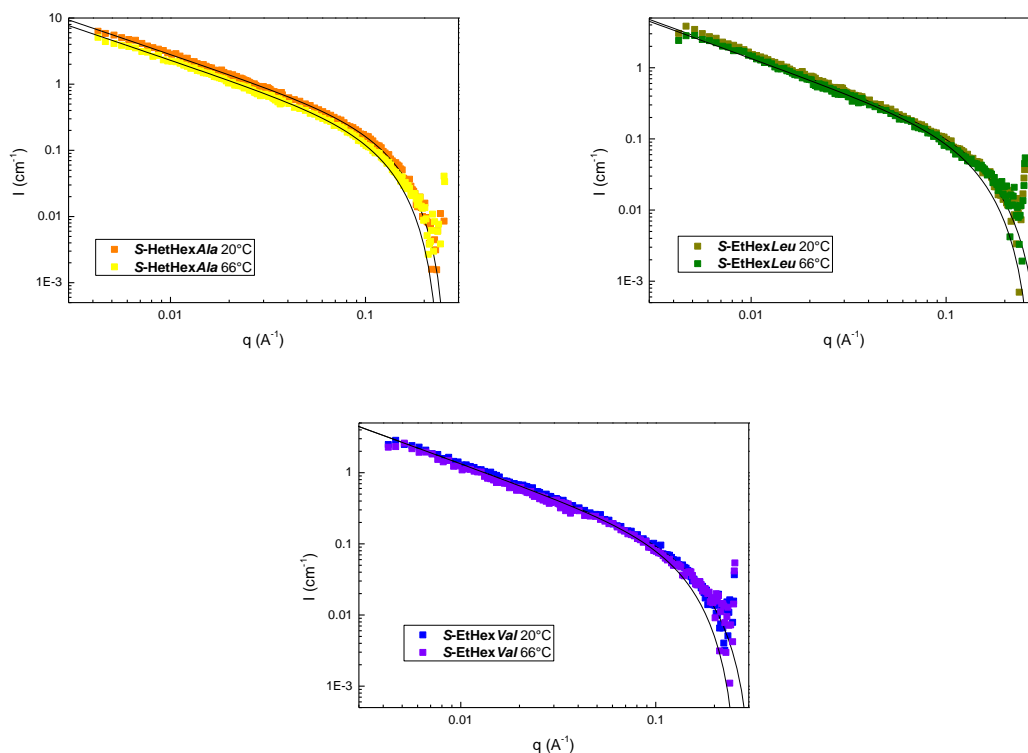 10
1
0.1
0.01
1E-3
I (cm-1)
S-HetHexAla 20°C
S-HetHexAla 66°C
0.01
0.1
q (A-1)
1
0.1
0.01
1E-3
I (cm-1)
S-EtHexLeu 20°C
S-EtHexLeu 66°C
0.01
0.1
q (A-1)
1
0.1
0.01
1E-3
I (cm-1)
S-EtHexVal 20°C
S-EtHexVal 66°C
0.01
0.1
q (A-1)